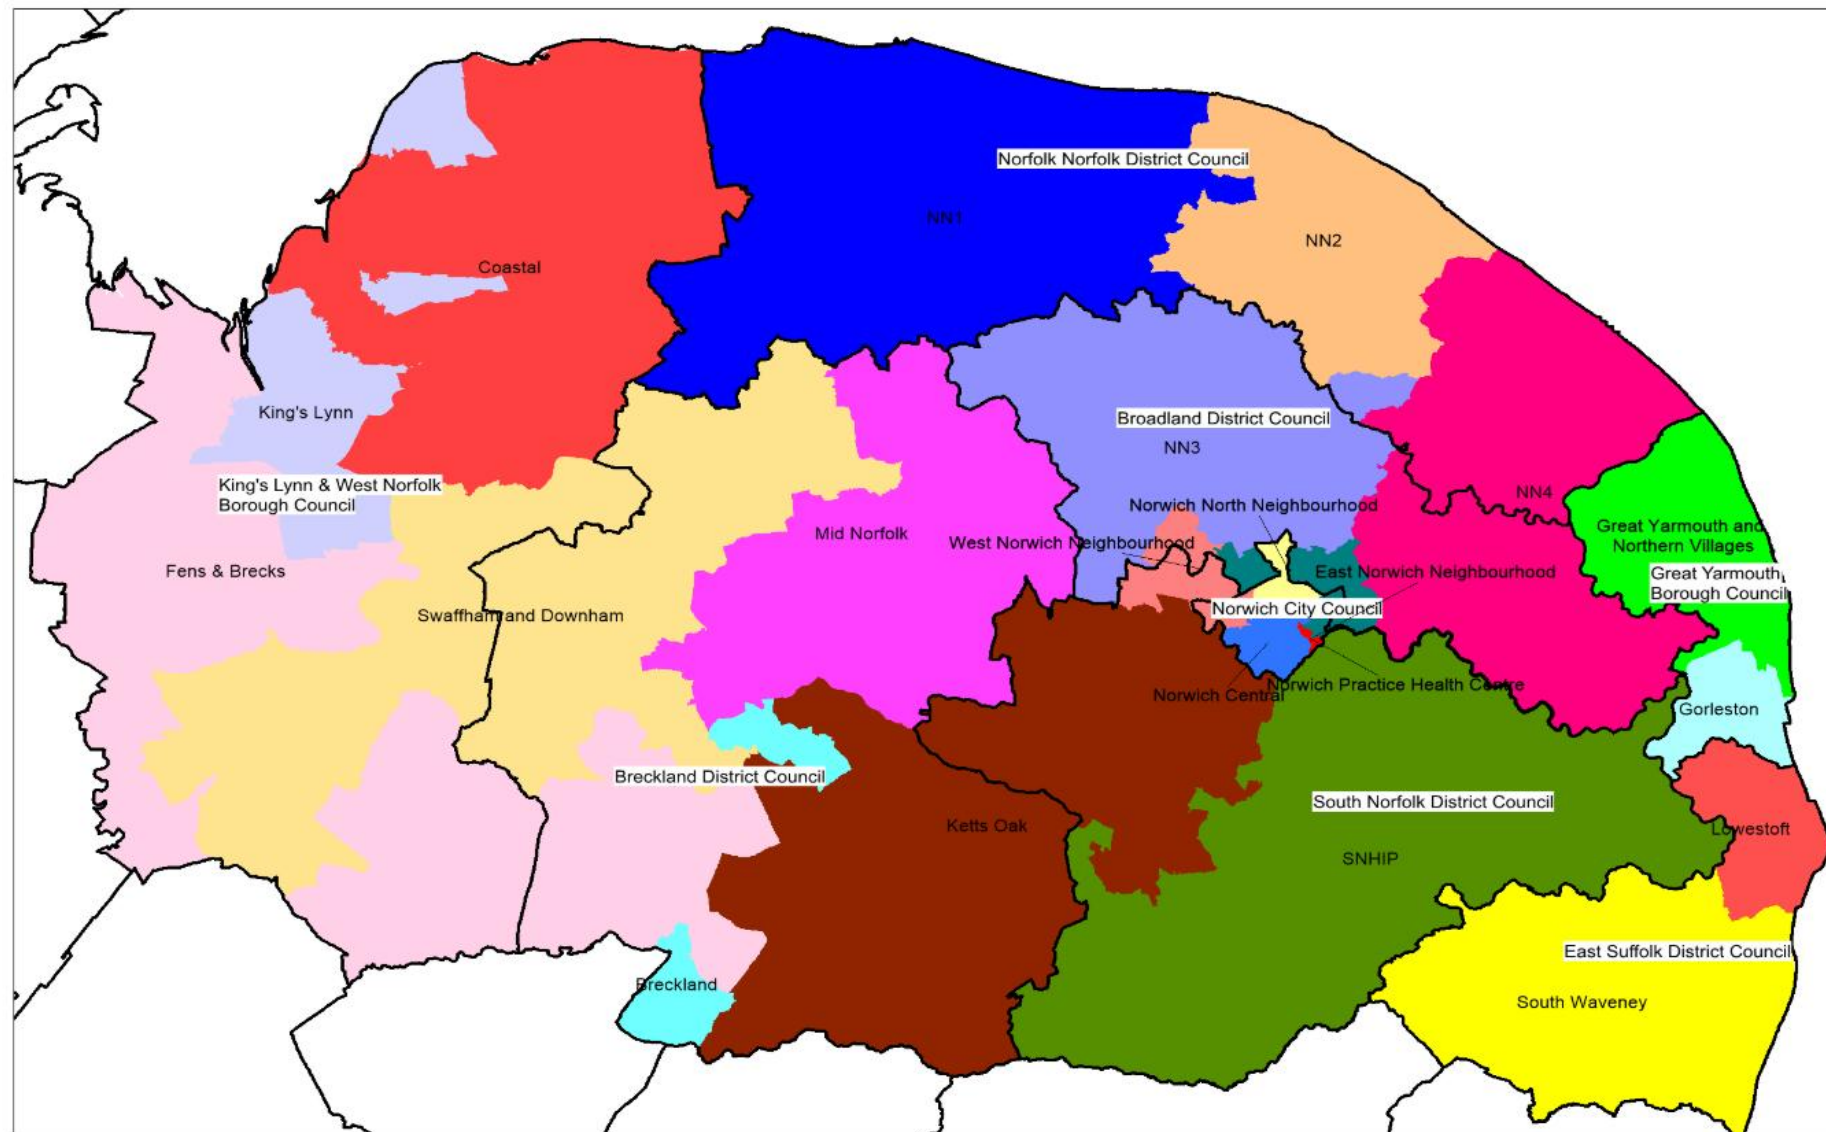 Norfolk Norfolk District Council
NN1
NN2
Coastal
King's Lynn
Broadland District Council
NN3
King's Lynn & West Norfolk
Borough Council
NN4
Norwich North Neighbourhood
Great Yarmouth and
Northern Villages
Mid Norfolk
West Norwich Neighbourhood
Fens & Brecks
East Norwich Neighbourhood
Great Yarmouth
Borough Council
Swaffham and Downham
Norwich City Council
Norwich Central
Norwich Practice Health Centre
Gorleston
Breckland District Council
South Norfolk District Council
Ketts Oak
Lowestoft
SNHIP
East Suffolk District Council
Breckland
South Waveney